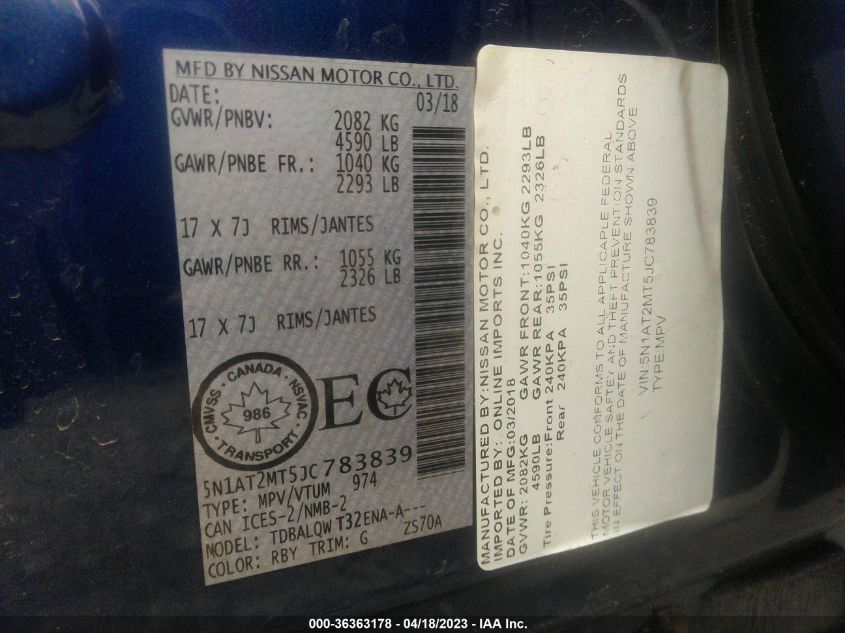 MFD BY NISSAN MOTOR CO., LTD.
DATE: 03/18
GVWR/PNBV: 2082 KG
4590 LB
GAWR/PNBE FR.: 1040 KG
2293 LB
17 X 7J RIMS/JANTES
GAWR/PNBE RR.: 1055 KG
2326 LB
17 X 7J RIMS/JANTES
CMVSS · CANADA · NSVAC
986
TRANSPORT
EC
5N1AT2MT5JC783839
TYPE: MPV/VTUM 974
CAN ICES-2/NMB-2
MODEL: TDBALQW T32ENA-A---
COLOR: RBY TRIM: G ZS70A
MANUFACTURED BY:NISSAN MOTOR CO., LTD.
IMPORTED BY: ONLINE IMPORTS INC.
DATE OF MFG:03/2018
GVWR: 2082KG GAWR FRONT:1040KG 2293LB
4590LB GAWR REAR:1055KG 2326LB
Tire Pressure:Front 240KPA 35PSI
Rear 240KPA 35PSI
THIS VEHICLE COMFORMS TO ALL APPLICAPLE FEDERAL
MOTOR VEHICLE SAFTEY AND THEFT PREVENTION STANDARDS
IN EFFECT ON THE DATE OF MANUFACTURE SHOWN ABOVE
VIN:5N1AT2MT5JC783839
TYPE:MPV
000-36363178 - 04/18/2023 - IAA Inc.